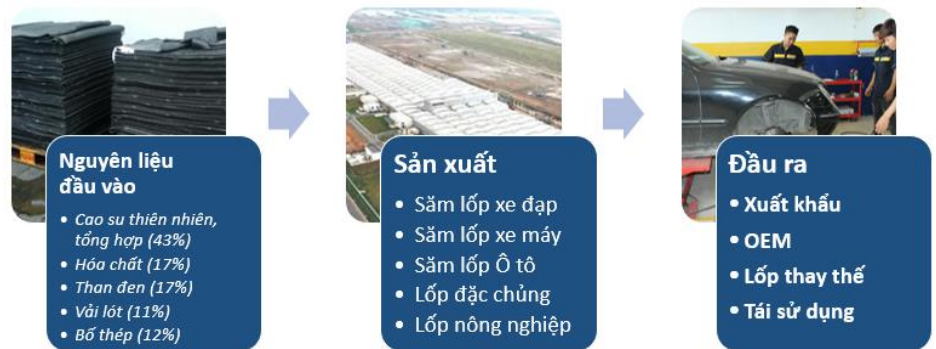 Nguyên liệu
đầu vào
• Cao su thiên nhiên,
tổng hợp (43%)
• Hóa chất (17%)
• Than đen (17%)
• Vải lót (11%)
• Bố thép (12%)
Sản xuất
• Săm lốp xe đạp
• Săm lốp xe máy
• Săm lốp Ô tô
• Lốp đặc chủng
• Lốp nông nghiệp
Đầu ra
• Xuất khẩu
• OEM
• Lốp thay thế
• Tái sử dụng